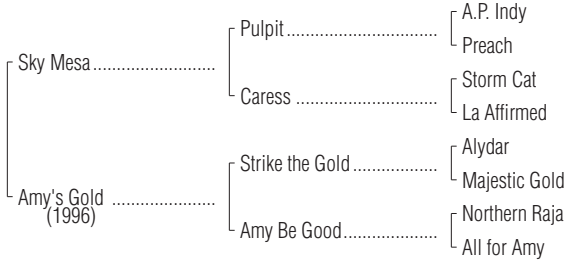 A.P. Indy
Pulpit
Preach
Sky Mesa
Storm Cat
Caress
La Affirmed
Alydar
Strike the Gold
Majestic Gold
Amy's Gold
(1996)
Northern Raja
Amy Be Good
All for Amy